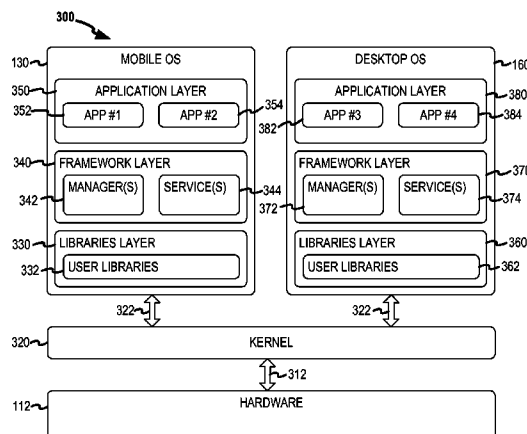 300
130 MOBILE OS
350 APPLICATION LAYER
352 APP #1 APP #2 354
340 FRAMEWORK LAYER
342 MANAGER(S) SERVICE(S) 344
330 LIBRARIES LAYER
332 USER LIBRARIES
DESKTOP OS 160
APPLICATION LAYER 380
382 APP #3 APP #4 384
FRAMEWORK LAYER 370
372 MANAGER(S) SERVICE(S) 374
LIBRARIES LAYER 360
USER LIBRARIES 362
322 322
320 KERNEL
312
112 HARDWARE